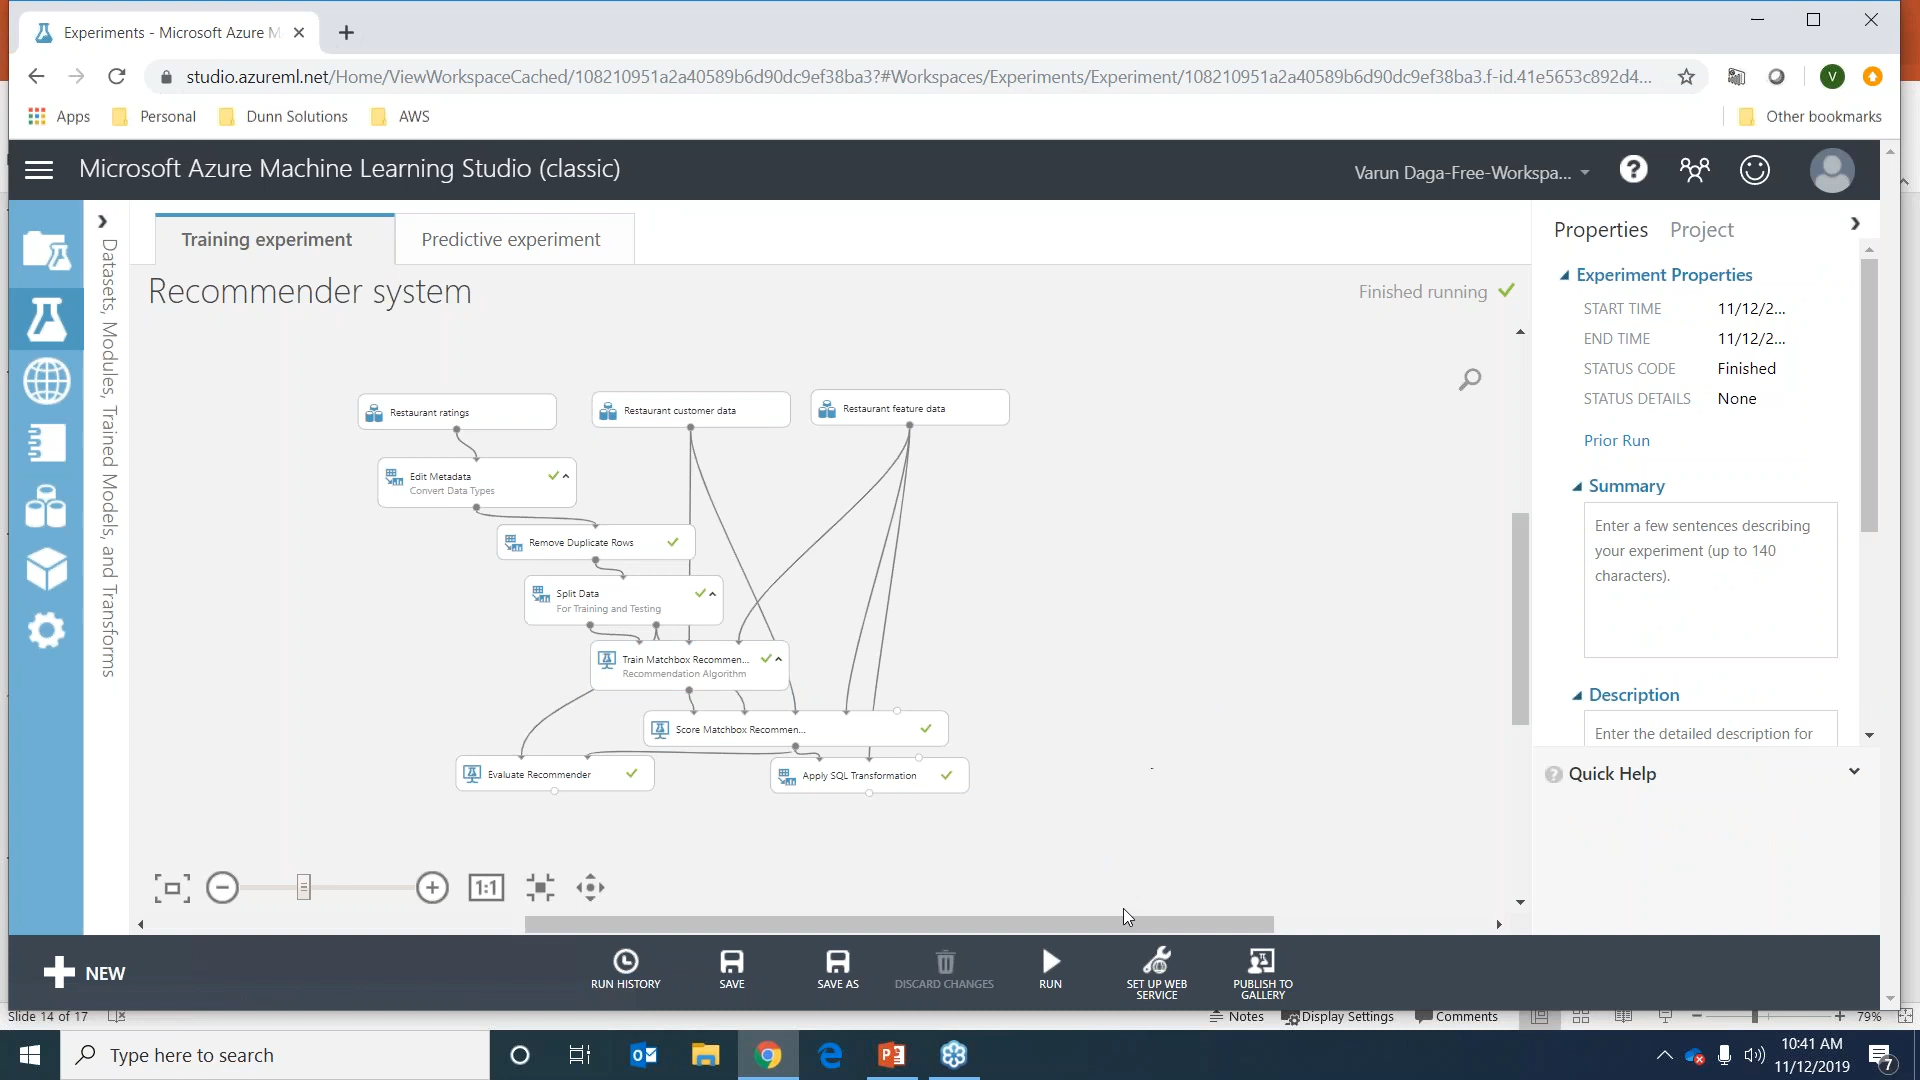 Experiments - Microsoft Azure M
studio.azureml.net/Home/ViewWorkspaceCached/108210951a2a40589b6d90dc9ef38ba3?#Workspaces/Experiments/Experiment/108210951a2a40589b6d90dc9ef38ba3.f-id.41e5653c892d4...
V
Apps
Personal
Dunn Solutions
AWS
Other bookmarks
Microsoft Azure Machine Learning Studio (classic)
Varun Daga-Free-Workspa...
?
Datasets, Modules, Trained Models, and Transforms
Training experiment
Predictive experiment
Recommender system
Finished running
Restaurant ratings
Restaurant customer data
Restaurant feature data
Edit Metadata
Convert Data Types
Remove Duplicate Rows
Split Data
For Training and Testing
Train Matchbox Recommen...
Recommendation Algorithm
Score Matchbox Recommen...
Evaluate Recommender
Apply SQL Transformation
1:1
Properties
Project
Experiment Properties
START TIME 11/12/2...
END TIME 11/12/2...
STATUS CODE Finished
STATUS DETAILS None
Prior Run
Summary
Enter a few sentences describing
your experiment (up to 140
characters).
Description
Enter the detailed description for
? Quick Help
NEW
RUN HISTORY
SAVE
SAVE AS
DISCARD CHANGES
RUN
SET UP WEB
SERVICE
PUBLISH TO
GALLERY
Slide 14 of 17
Notes
Display Settings
Comments
79%
Type here to search
10:41 AM
11/12/2019
7